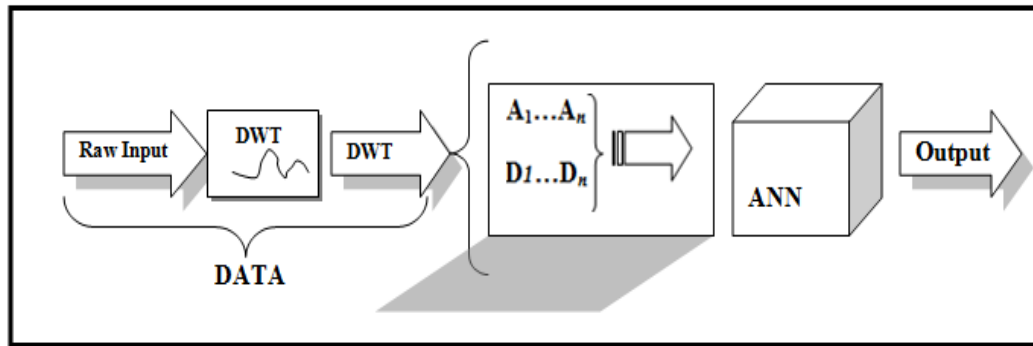 Raw Input
DWT
DWT
DATA
A₁...Aₙ
D1...Dₙ
ANN
Output